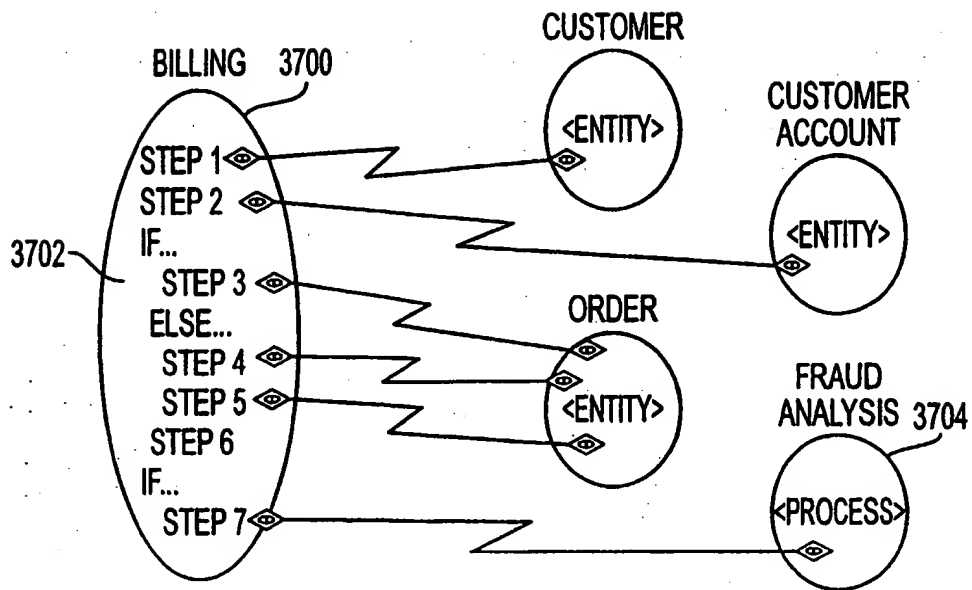 BILLING 3700
STEP 1
STEP 2
IF...
3702
STEP 3
ELSE...
STEP 4
STEP 5
STEP 6
IF...
STEP 7
CUSTOMER
<ENTITY>
CUSTOMER
ACCOUNT
<ENTITY>
ORDER
<ENTITY>
FRAUD
ANALYSIS 3704
<PROCESS>